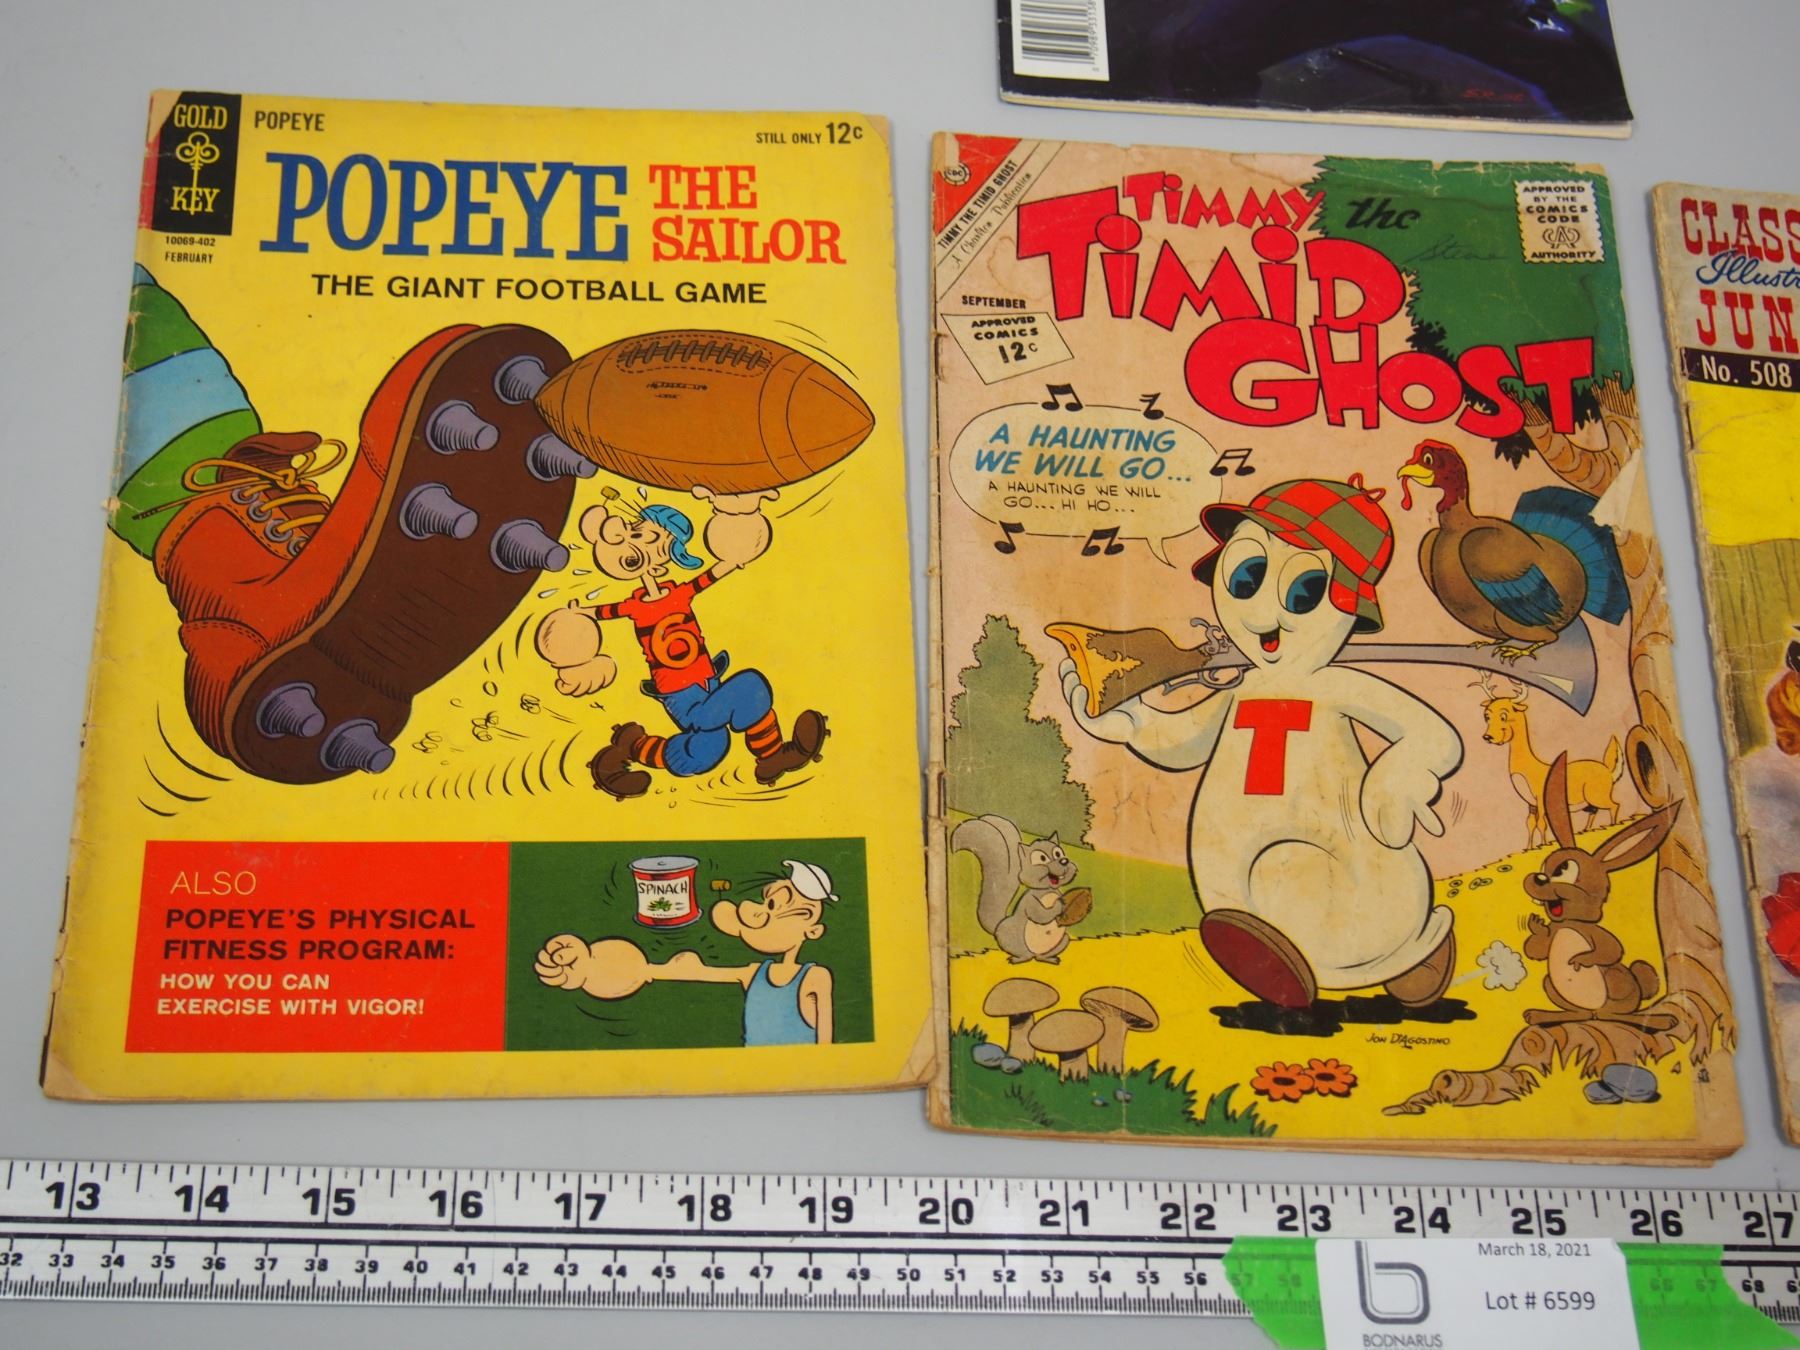 GOLD
KEY
10069-402
FEBRUARY
POPEYE
STILL ONLY 12c
POPEYE
THE
SAILOR
THE GIANT FOOTBALL GAME
6
ALSO
POPEYE'S PHYSICAL
FITNESS PROGRAM:
HOW YOU CAN
EXERCISE WITH VIGOR!
SPINACH
CDC
TIMMY THE TIMID GHOST
A Charlton Publication
TIMMY the
TIMID
GHOST
Steve
APPROVED
BY THE
COMICS
CODE
AUTHORITY
SEPTEMBER
APPROVED
COMICS
12c
A HAUNTING
WE WILL GO...
A HAUNTING WE WILL
GO... HI HO...
T
JON D'AGOSTINO
CLASS
Illustr
JUN
No. 508
13 14 15 16 17 18 19 20 21 22 23 24 25 26 27
32 33 34 35 36 37 38 39 40 41 42 43 44 45 46 47 48 49 50 51 52 53 54 55 56 57 58 66 67 68
March 18, 2021
Lot # 6599
b
BODNARUS